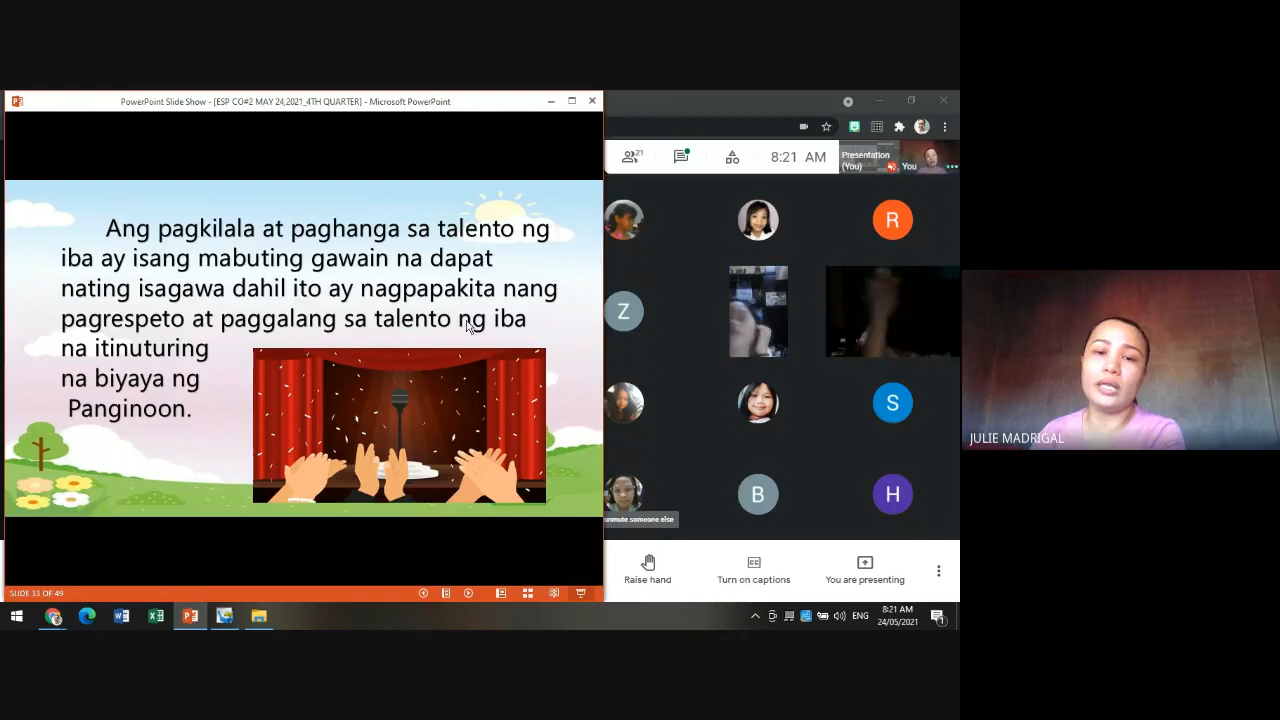 PowerPoint Slide Show - [ESP CO#2 MAY 24,2021_4TH QUARTER] - Microsoft PowerPoint
Ang pagkilala at paghanga sa talento ng
iba ay isang mabuting gawain na dapat
nating isagawa dahil ito ay nagpapakita nang
pagrespeto at paggalang sa talento ng iba
na itinuturing
na biyaya ng
Panginoon.
SLIDE 33 OF 49
21
8:21 AM
Presentation
(You)
You
R
Z
S
B
H
unmute someone else
Raise hand
Turn on captions
You are presenting
JULIE MADRIGAL
ENG
8:21 AM
24/05/2021
1